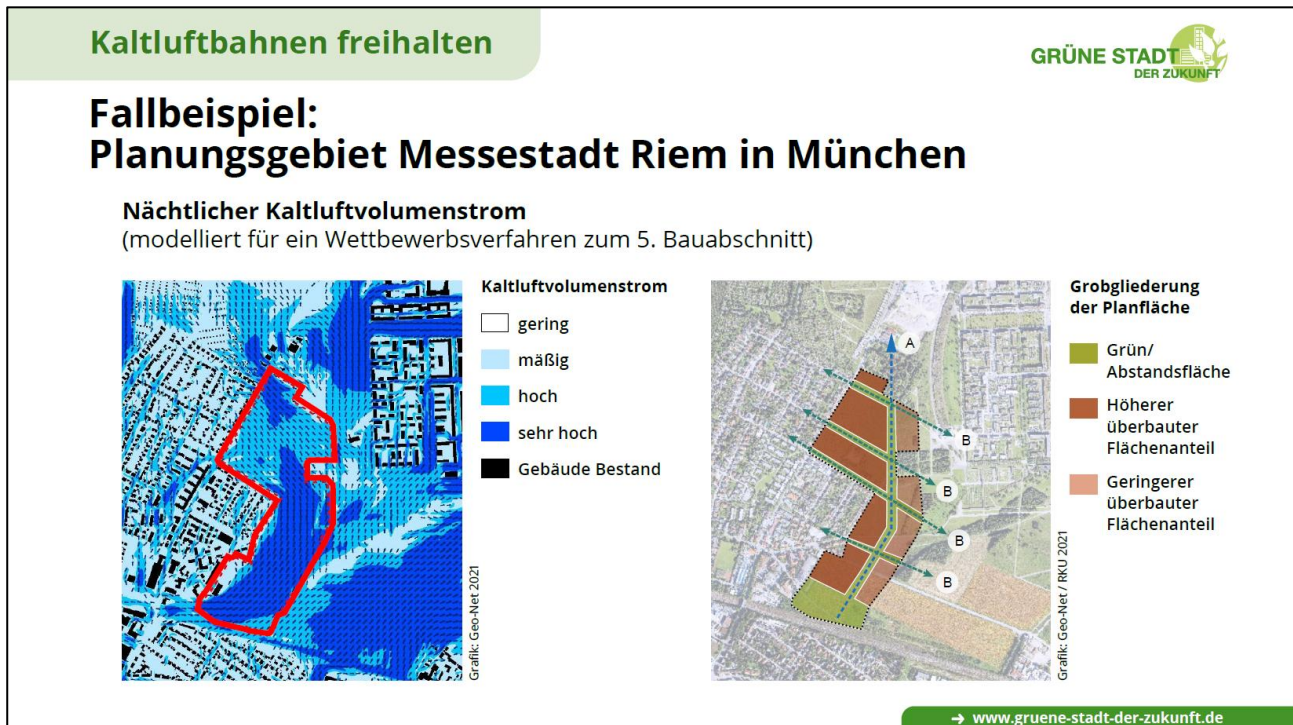 Kaltluftbahnen freihalten
GRÜNE STADT
DER ZUKUNFT
Fallbeispiel:
Planungsgebiet Messestadt Riem in München
Nächtlicher Kaltluftvolumenstrom
(modelliert für ein Wettbewerbsverfahren zum 5. Bauabschnitt)
Kaltluftvolumenstrom
gering
mäßig
hoch
sehr hoch
Gebäude Bestand
Grafik: Geo-Net 2021
A
B
B
B
B
Grafik: Geo-Net / RKU 2021
Grobgliederung
der Planfläche
Grün/
Abstandsfläche
Höherer
überbauter
Flächenanteil
Geringerer
überbauter
Flächenanteil
→ www.gruene-stadt-der-zukunft.de